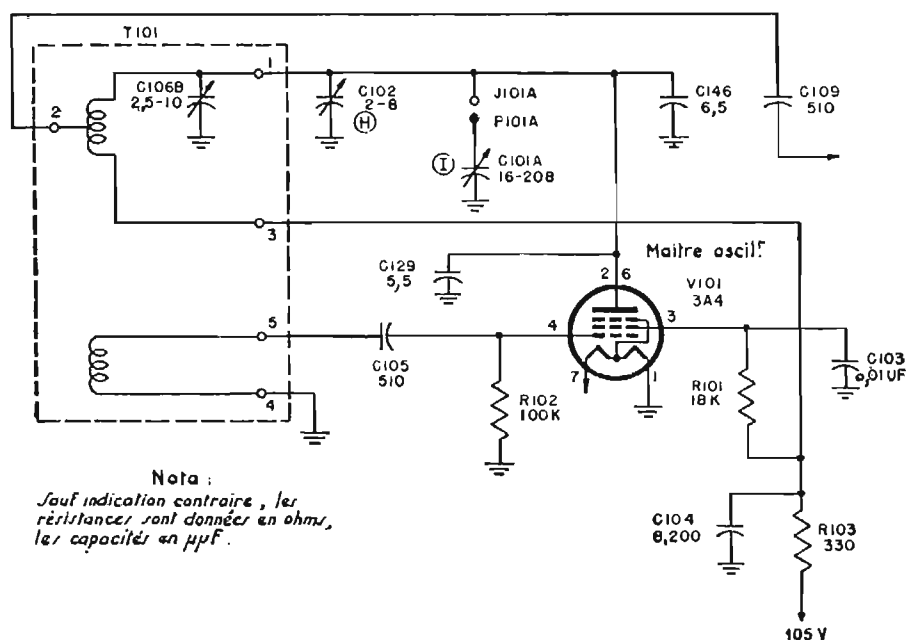 T101
1
C106B
2,5-10
C102
2-8
H
J101A
P101A
I
C101A
16-208
C146
6,5
C109
510
2
3
C129
5,5
Maitre oscilr
2 6
V101
3A4
5
4
3
C105
510
7
1
4
R102
100K
R101
18K
C103
0,01UF
Nota :
Sauf indication contraire, les
résistances sont données en ohms,
les capacités en µµF.
C104
8,200
R103
330
105 V